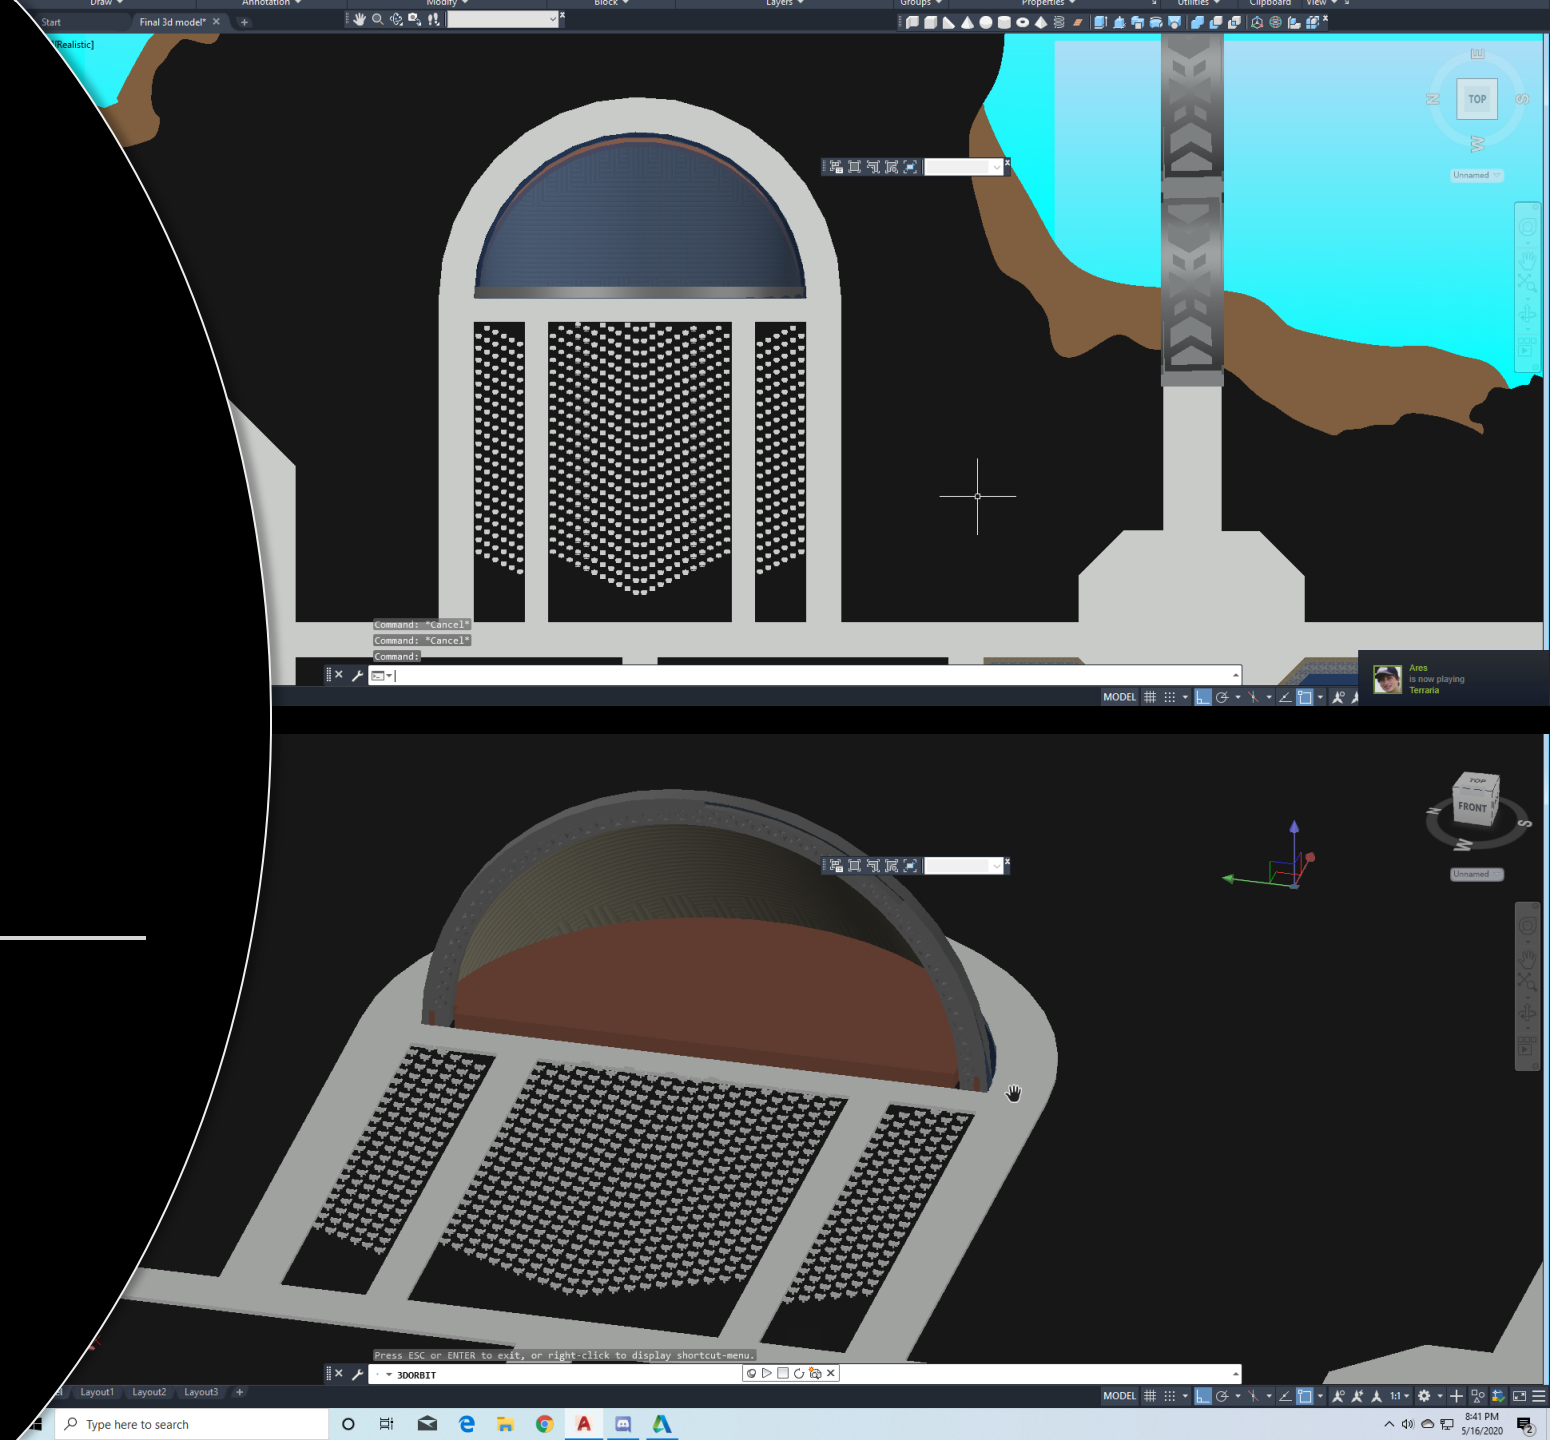 Draw
Annotation
Modify
Block
Layers
Groups
Properties
Utilities
Clipboard
View
Start
Final 3d model*
Realistic]
E
N
TOP
S
W
Unnamed
Command: *Cancel*
Command: *Cancel*
Command:
MODEL
Ares
is now playing
Terraria
TOP
FRONT
N
S
W
Unnamed
Press ESC or ENTER to exit, or right-click to display shortcut-menu.
3DORBIT
Layout1
Layout2
Layout3
MODEL
1:1
Type here to search
8:41 PM
5/16/2020
2